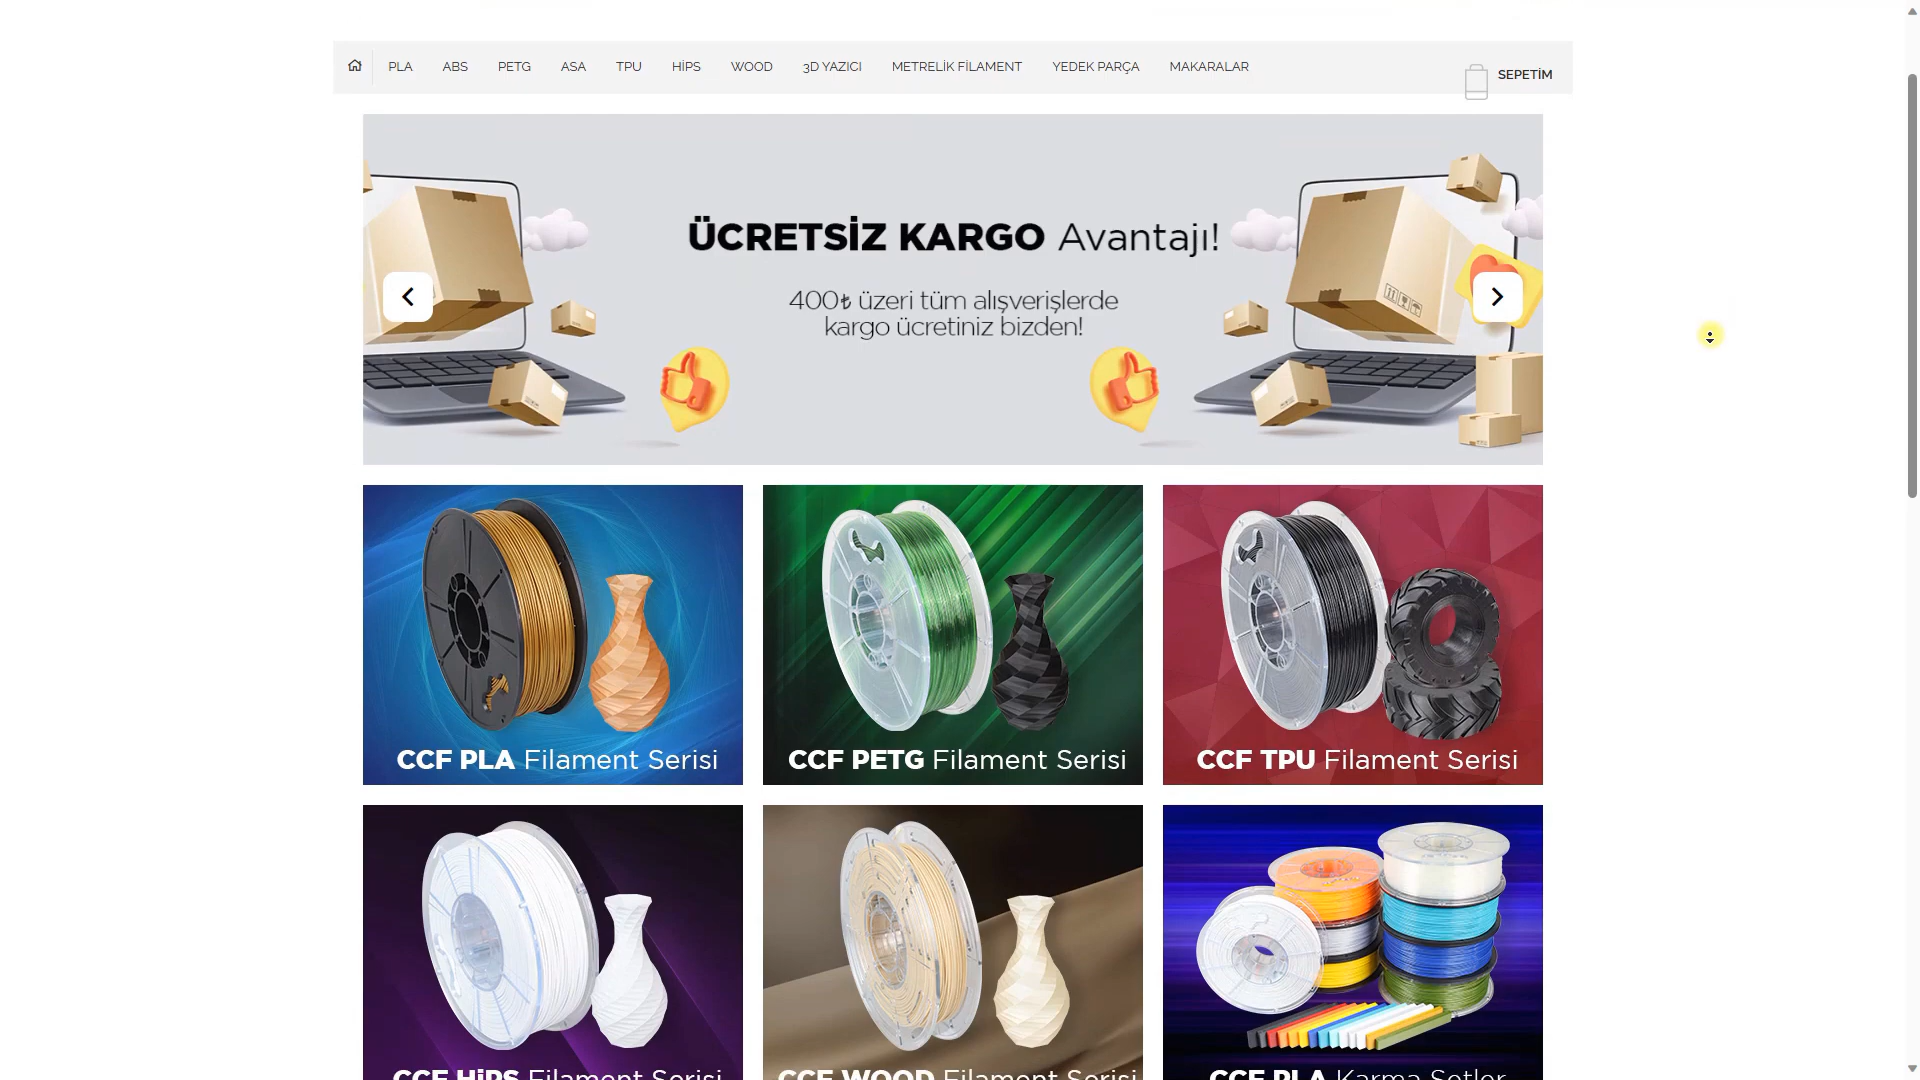 PLA
ABS
PETG
ASA
TPU
HİPS
WOOD
3D YAZICI
METRELİK FİLAMENT
YEDEK PARÇA
MAKARALAR
SEPETİM
ÜCRETSİZ KARGO Avantajı!
400₺ üzeri tüm alışverişlerde
kargo ücretiniz bizden!
CCF PLA Filament Serisi
CCF PETG Filament Serisi
CCF TPU Filament Serisi
CCF HİPS Filament Serisi
CCF WOOD Filament Serisi
CCF PLA Karma Setler